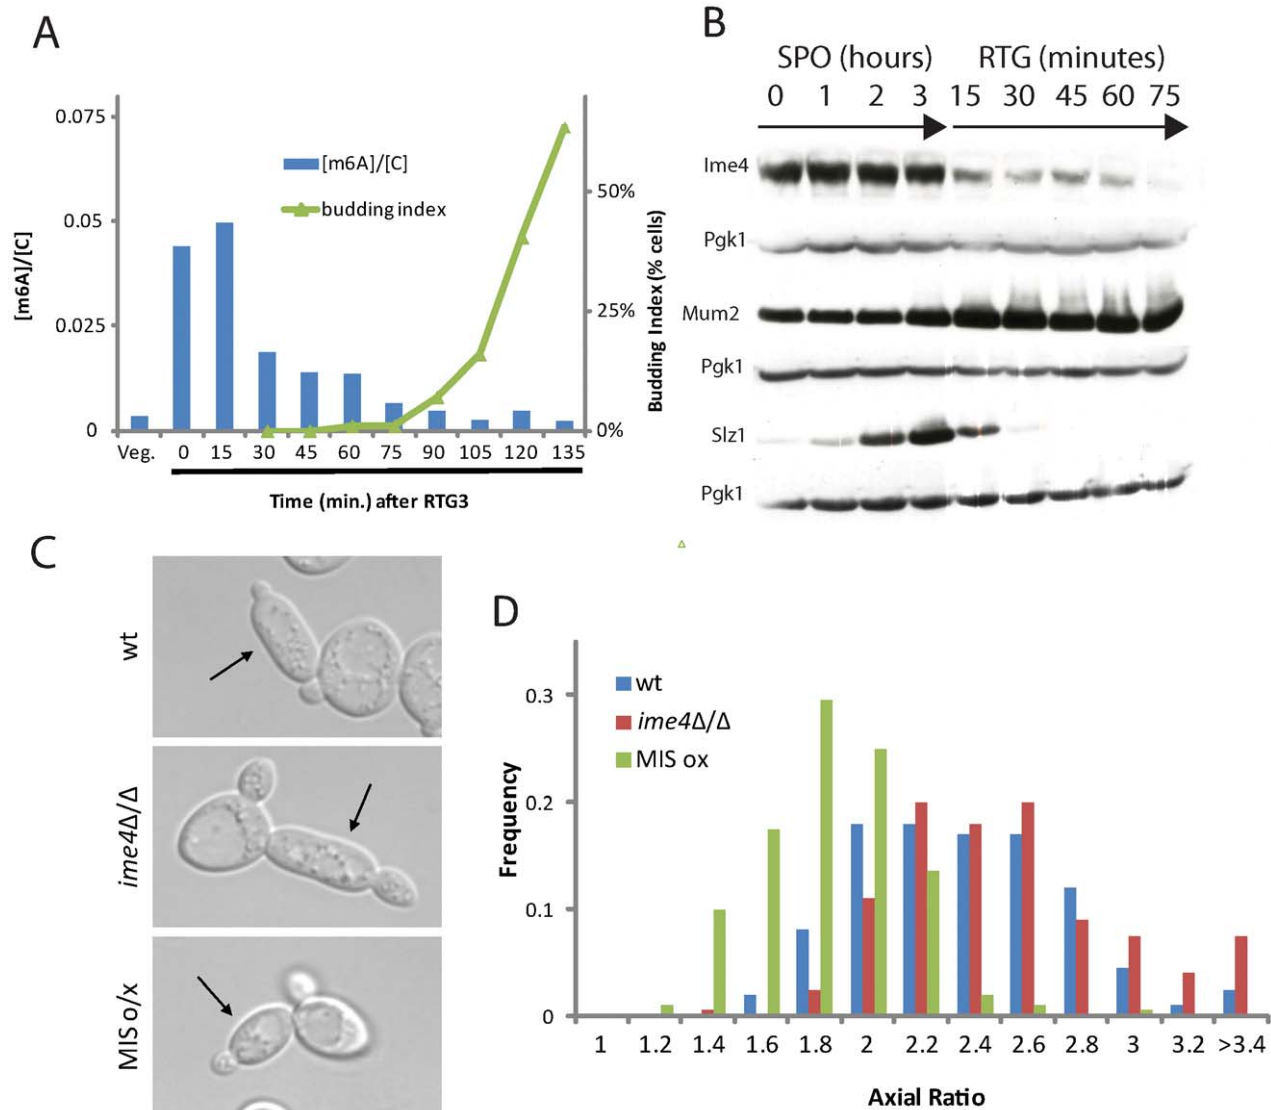 A
0.075
0.05
0.025
0
[m6A]/[C]
[m6A]/[C]
budding index
50%
25%
0%
Budding Index (% cells)
Veg. 0 15 30 45 60 75 90 105 120 135
Time (min.) after RTG3
B
SPO (hours) RTG (minutes)
0 1 2 3 15 30 45 60 75
Ime4
Pgk1
Mum2
Pgk1
Slz1
Pgk1
C
wt
ime4Δ/Δ
MIS o/x
D
wt
ime4Δ/Δ
MIS ox
0.3
0.2
0.1
0
Frequency
1 1.2 1.4 1.6 1.8 2 2.2 2.4 2.6 2.8 3 3.2 >3.4
Axial Ratio